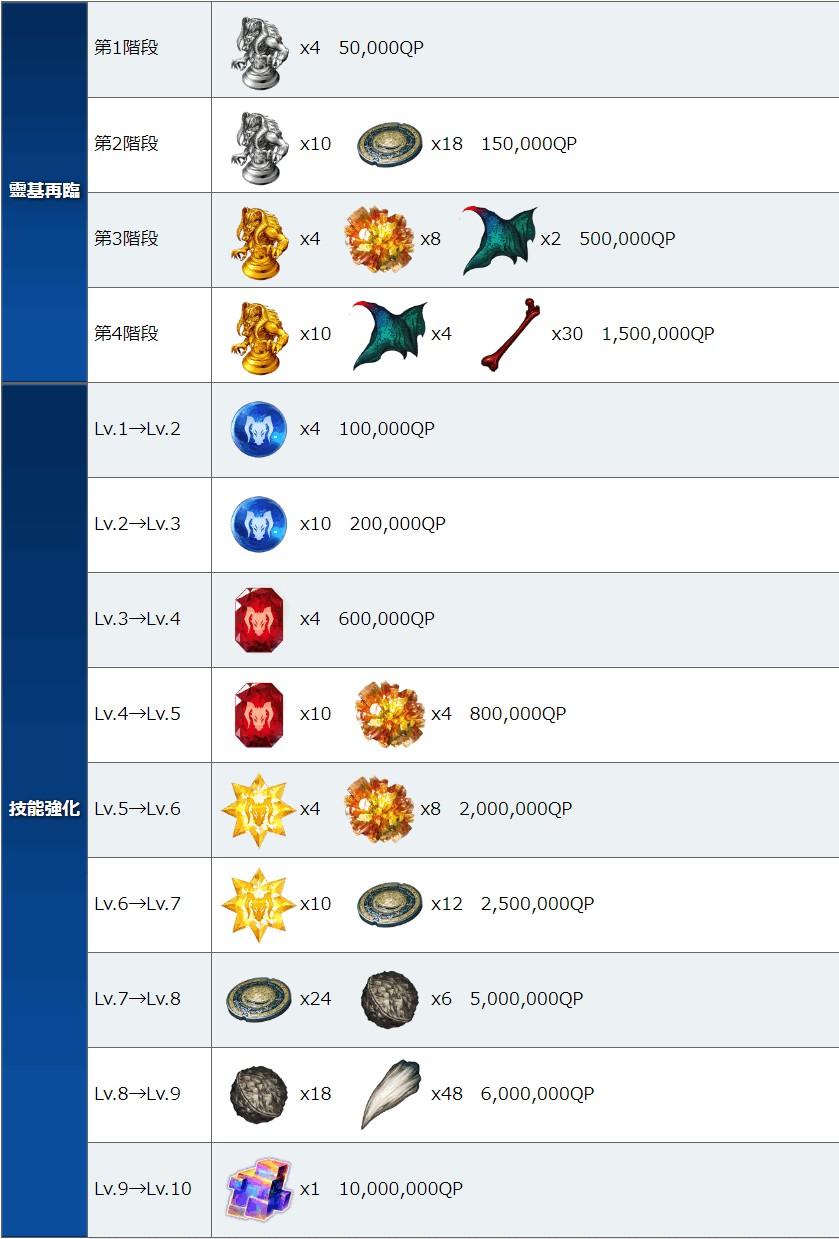 靈基再臨
第1階段 x4 50,000QP
第2階段 x10 x18 150,000QP
第3階段 x4 x8 x2 500,000QP
第4階段 x10 x4 x30 1,500,000QP
技能強化
Lv.1→Lv.2 x4 100,000QP
Lv.2→Lv.3 x10 200,000QP
Lv.3→Lv.4 x4 600,000QP
Lv.4→Lv.5 x10 x4 800,000QP
Lv.5→Lv.6 x4 x8 2,000,000QP
Lv.6→Lv.7 x10 x12 2,500,000QP
Lv.7→Lv.8 x24 x6 5,000,000QP
Lv.8→Lv.9 x18 x48 6,000,000QP
Lv.9→Lv.10 x1 10,000,000QP